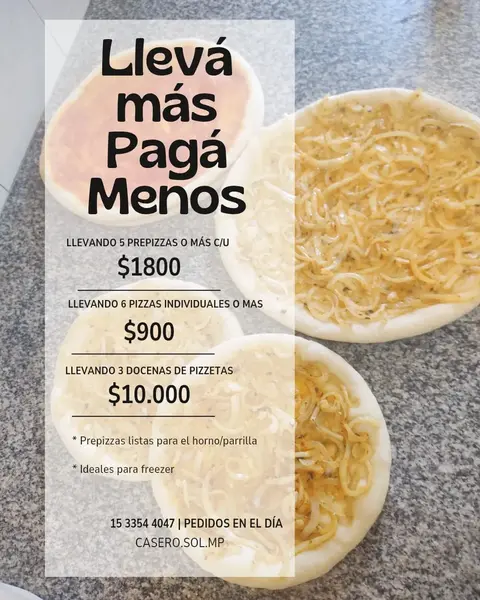 Llevá
más
Pagá
Menos
LLEVANDO 5 PREPIZZAS O MÁS C/U
$1800
LLEVANDO 6 PIZZAS INDIVIDUALES O MAS
$900
LLEVANDO 3 DOCENAS DE PIZZETAS
$10.000
* Prepizzas listas para el horno/parrilla
* Ideales para freezer
15 3354 4047 | PEDIDOS EN EL DÍA
CASERO.SOL.MP